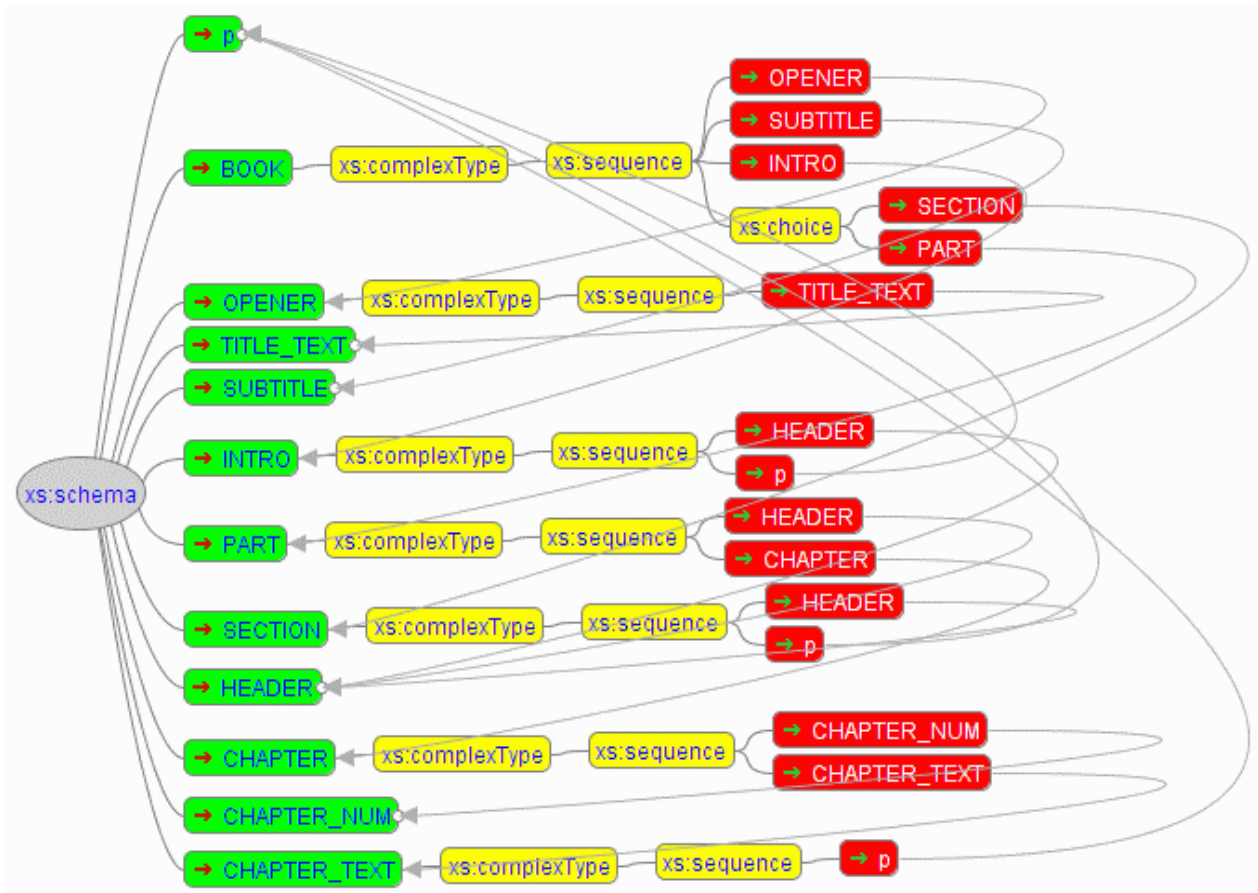 p
OPENER
SUBTITLE
BOOK xs:complexType xs:sequence INTRO
xs:choice SECTION
PART
OPENER xs:complexType xs:sequence TITLE_TEXT
TITLE_TEXT
SUBTITLE
HEADER
INTRO xs:complexType xs:sequence
p
xs:schema
HEADER
PART xs:complexType xs:sequence
CHAPTER
HEADER
SECTION xs:complexType xs:sequence
p
HEADER
CHAPTER_NUM
CHAPTER xs:complexType xs:sequence
CHAPTER_TEXT
CHAPTER_NUM
CHAPTER_TEXT xs:complexType xs:sequence p